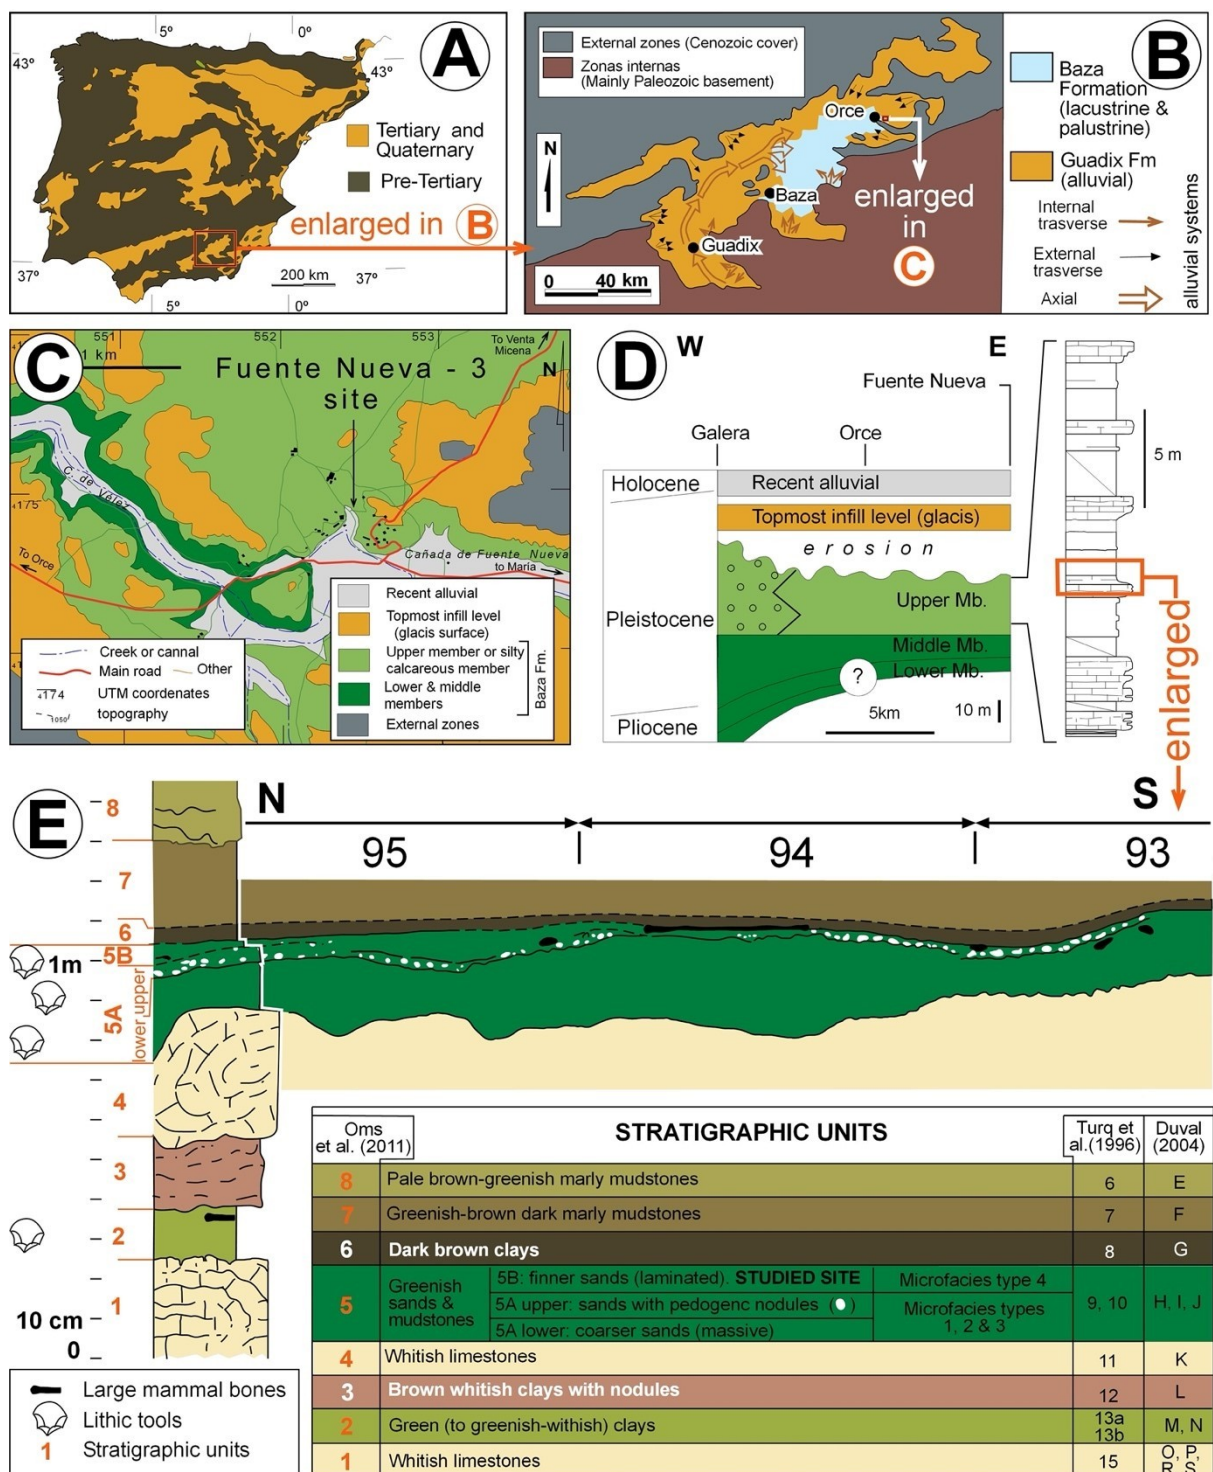 5º
0º
43º
43º
A
Tertiary and
Quaternary
Pre-Tertiary
enlarged in B
37º
200 km
37º
5º
0º
External zones (Cenozoic cover)
Zonas internas
(Mainly Paleozoic basement)
B
Baza
Formation
(lacustrine &
palustrine)
Guadix Fm
(alluvial)
Internal
trasverse
External
trasverse
Axial
alluvial systems
N
Orce
Baza
Guadix
enlarged
in
C
0 40 km
C
551
552
553
1 km
To Venta
Micena
N
Fuente Nueva - 3
site
C. de Vélez
4175
To Orce
Cañada de Fuente Nueva
to María
Recent alluvial
Topmost infill level
(glacis surface)
Upper member or silty
calcareous member
Lower & middle
members
External zones
Baza Fm.
Creek or cannal
Main road
Other
4174
UTM coordenates
1050
topography
D
W
E
Fuente Nueva
Galera
Orce
Holocene
Recent alluvial
Topmost infill level (glacis)
erosion
Pleistocene
Upper Mb.
Middle Mb.
Lower Mb.
?
5km
10 m
Pliocene
5 m
enlarged
E
N
S
95
94
93
8
7
6
5B
1m
5A
lower upper
4
3
2
1
10 cm
0
Large mammal bones
Lithic tools
1 Stratigraphic units
Oms
et al. (2011)
STRATIGRAPHIC UNITS
Turq et
al.(1996)
Duval
(2004)
8 Pale brown-greenish marly mudstones 6 E
7 Greenish-brown dark marly mudstones 7 F
6 Dark brown clays 8 G
5 Greenish
sands &
mudstones
5B: finner sands (laminated). STUDIED SITE
Microfacies type 4
5A upper: sands with pedogenc nodules ( )
Microfacies types
1, 2 & 3
5A lower: coarser sands (massive)
9, 10 H, I, J
4 Whitish limestones 11 K
3 Brown whitish clays with nodules 12 L
2 Green (to greenish-withish) clays 13a
13b M, N
1 Whitish limestones 15 O, P,
R, S